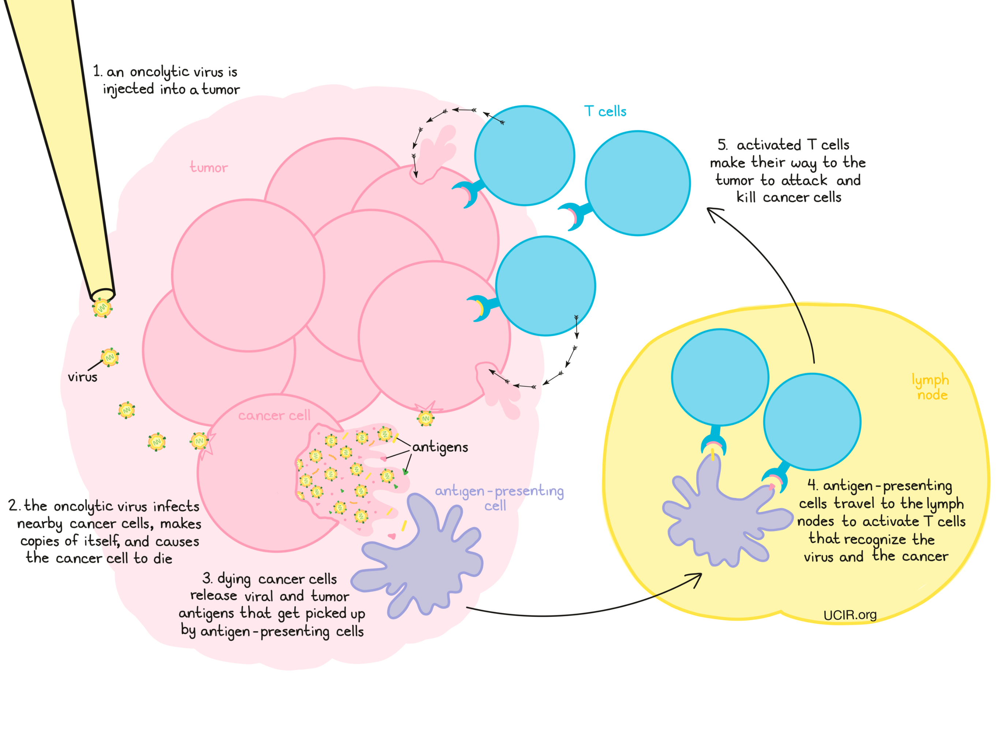 1. an oncolytic virus is
injected into a tumor
T cells
tumor
5. activated T cells
make their way to the
tumor to attack and
kill cancer cells
virus
lymph
node
cancer cell
antigens
antigen-presenting
cell
4. antigen-presenting
cells travel to the lymph
nodes to activate T cells
that recognize the
virus and the cancer
2. the oncolytic virus infects
nearby cancer cells, makes
copies of itself, and causes
the cancer cell to die
3. dying cancer cells
release viral and tumor
antigens that get picked up
by antigen-presenting cells
UCIR.org